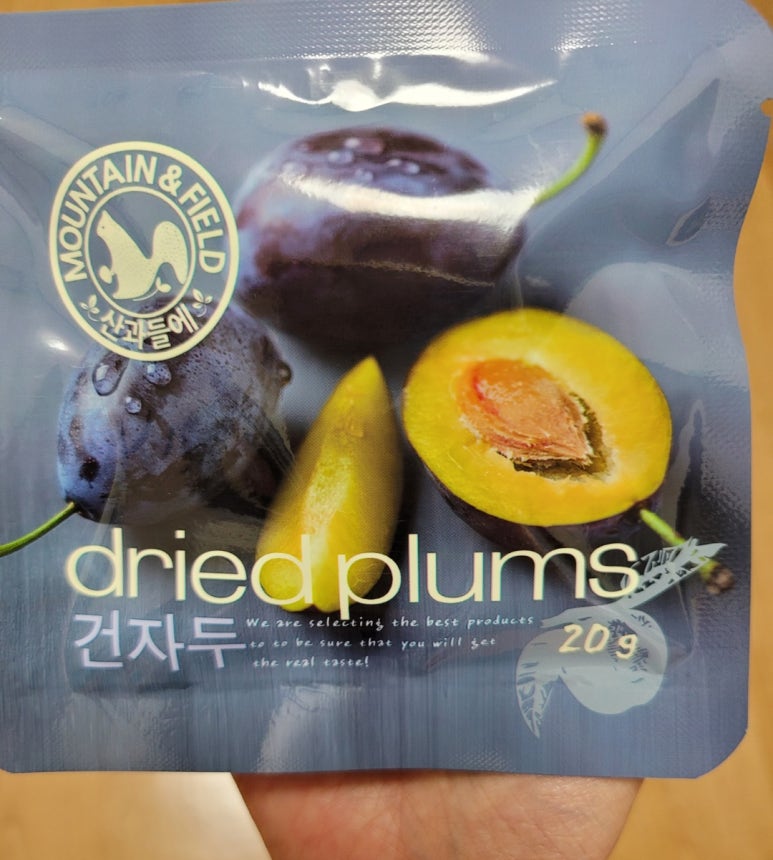 MOUNTAIN & FIELD
산과들에
dried plums
건자두
We are selecting the best products
to to be sure that you will get
the real taste!
20 g